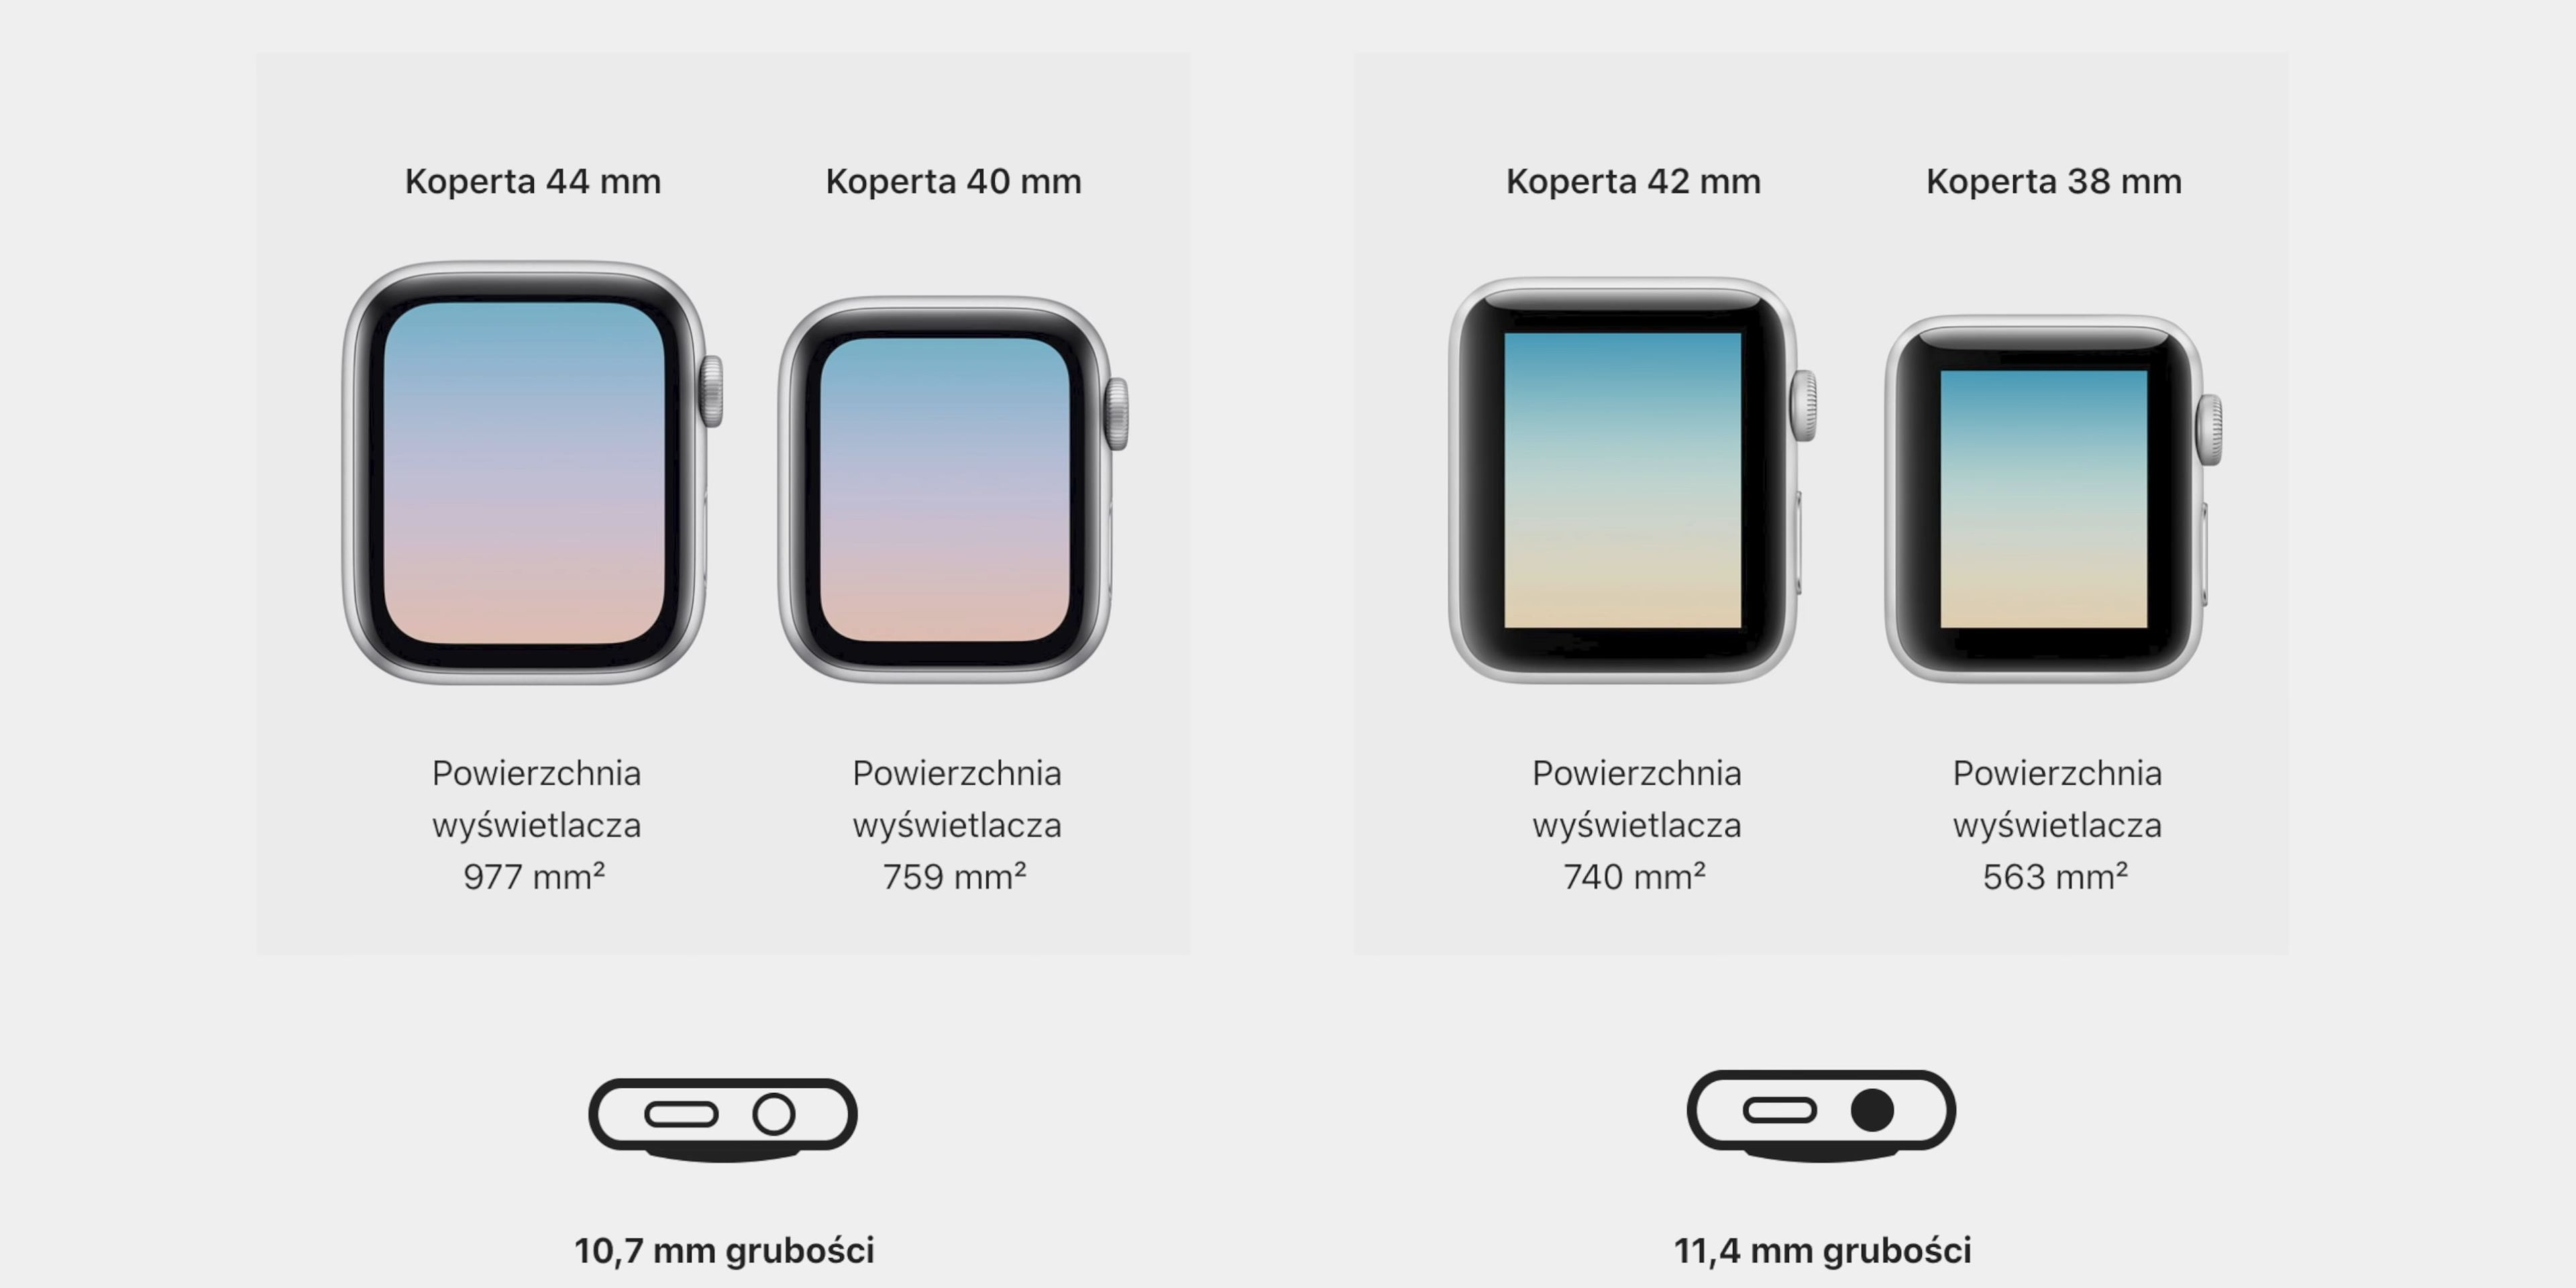 Koperta 44 mm
Koperta 40 mm
Powierzchnia
wyświetlacza
977 mm²
Powierzchnia
wyświetlacza
759 mm²
10,7 mm grubości
Koperta 42 mm
Koperta 38 mm
Powierzchnia
wyświetlacza
740 mm²
Powierzchnia
wyświetlacza
563 mm²
11,4 mm grubości